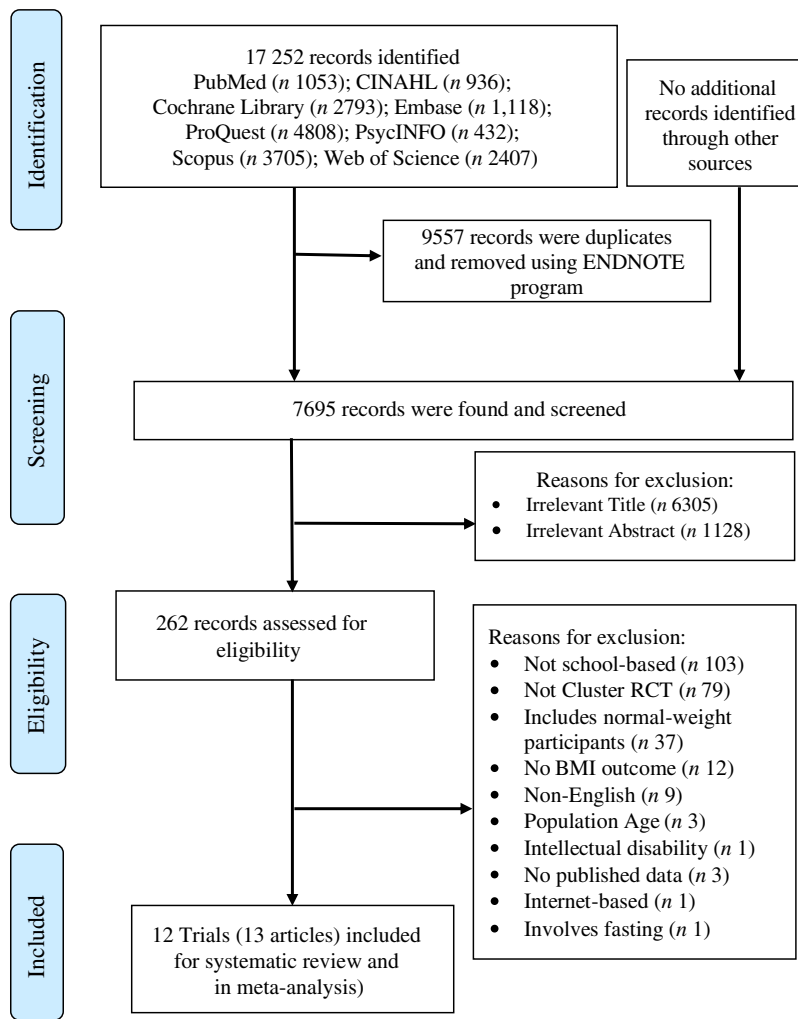 Identification
17 252 records identified
PubMed (n 1053); CINAHL (n 936);
Cochrane Library (n 2793); Embase (n 1,118);
ProQuest (n 4808); PsycINFO (n 432);
Scopus (n 3705); Web of Science (n 2407)
No additional
records identified
through other
sources
9557 records were duplicates
and removed using ENDNOTE
program
Screening
7695 records were found and screened
Reasons for exclusion:
• Irrelevant Title (n 6305)
• Irrelevant Abstract (n 1128)
Eligibility
262 records assessed for
eligibility
Reasons for exclusion:
• Not school-based (n 103)
• Not Cluster RCT (n 79)
• Includes normal-weight
participants (n 37)
• No BMI outcome (n 12)
• Non-English (n 9)
• Population Age (n 3)
• Intellectual disability (n 1)
• No published data (n 3)
• Internet-based (n 1)
• Involves fasting (n 1)
Included
12 Trials (13 articles) included
for systematic review and
in meta-analysis)